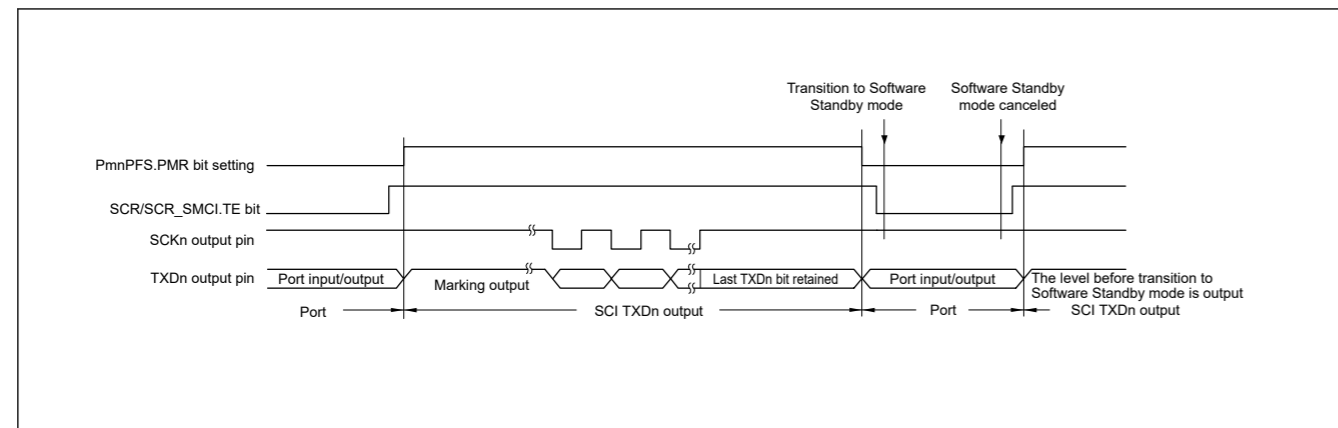 Transition to Software
Standby mode
Software Standby
mode canceled
PmnPFS.PMR bit setting
SCR/SCR_SMCI.TE bit
SCKn output pin
TXDn output pin
Port input/output
Marking output
Last TXDn bit retained
Port input/output
The level before transition to
Software Standby mode is output
Port
SCI TXDn output
Port
SCI TXDn output